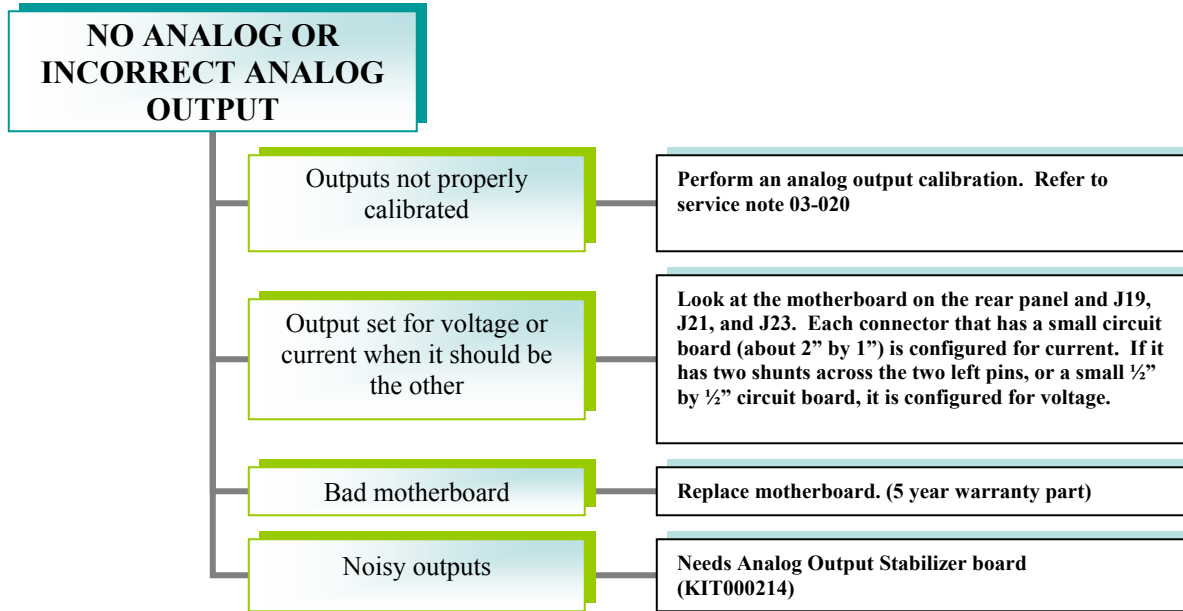 NO ANALOG OR
INCORRECT ANALOG
OUTPUT
Outputs not properly
calibrated
Perform an analog output calibration.  Refer to
service note 03-020
Output set for voltage or
current when it should be
the other
Look at the motherboard on the rear panel and J19,
J21, and J23.  Each connector that has a small circuit
board (about 2” by 1”) is configured for current.  If it
has two shunts across the two left pins, or a small ½”
by ½” circuit board, it is configured for voltage.
Bad motherboard
Replace motherboard. (5 year warranty part)
Noisy outputs
Needs Analog Output Stabilizer board
(KIT000214)